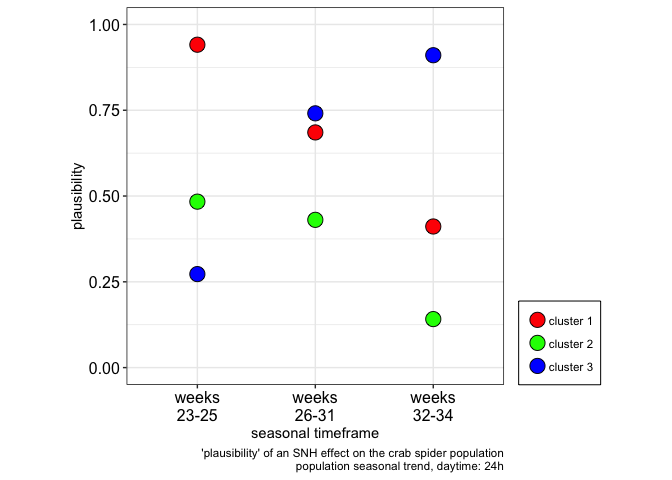 1.00
0.75
0.50
0.25
0.00
plausibility
weeks
23-25
weeks
26-31
weeks
32-34
seasonal timeframe
cluster 1
cluster 2
cluster 3
'plausibility' of an SNH effect on the crab spider population
population seasonal trend, daytime: 24h